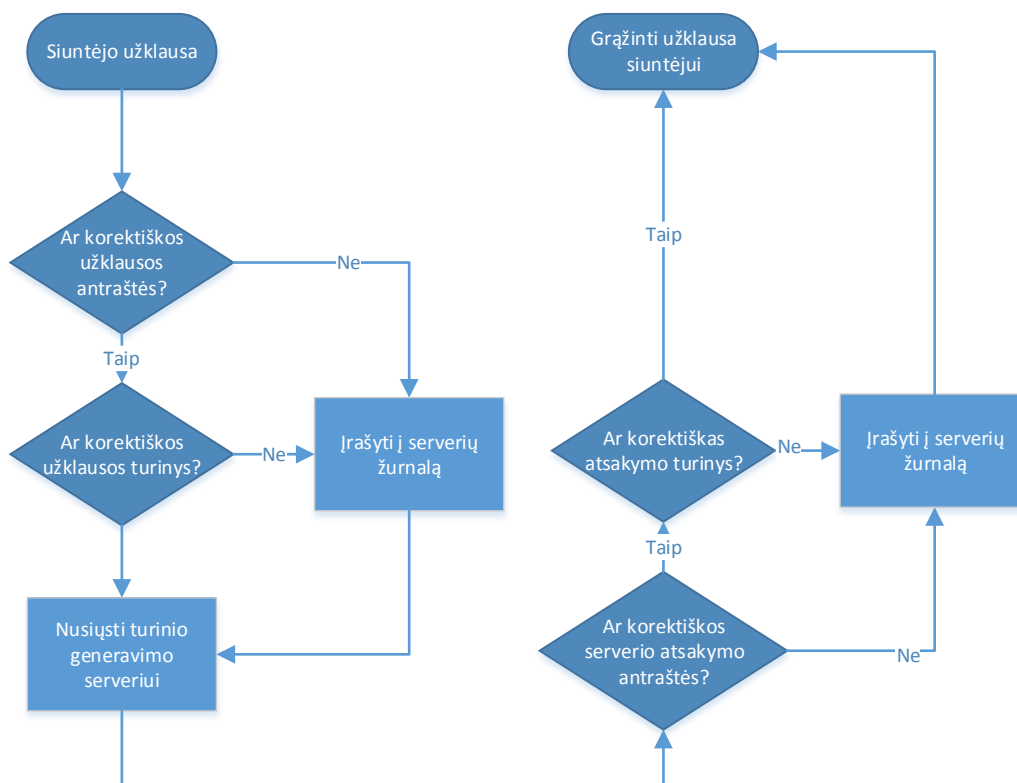 Siuntėjo užklausa
Ar korektiškos
užklausos
antraštės?
Ne
Taip
Ar korektiškos
užklausos turinys?
Ne
Įrašyti į serverių
žurnalą
Nusiųsti turinio
generavimo
serveriui
Grąžinti užklausa
siuntėjui
Taip
Ar korektiškas
atsakymo turinys?
Ne
Įrašyti į serverių
žurnalą
Taip
Ar korektiškos
serverio atsakymo
antraštės?
Ne